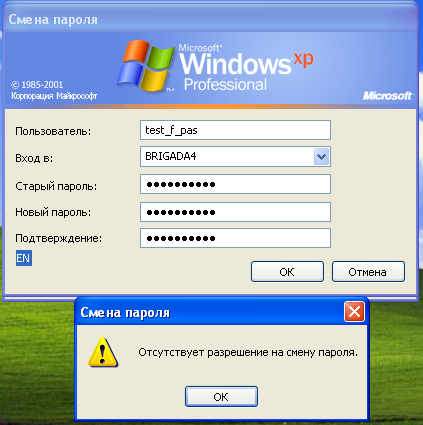 Смена пароля
Microsoft®
Windows xp
Professional
© 1985-2001
Корпорация Майкрософт
Microsoft
Пользователь: test_f_pas
Вход в: BRIGADA4
Старый пароль: ●●●●●●●●●●
Новый пароль: ●●●●●●●●●●
Подтверждение: ●●●●●●●●●●
EN
OK Отмена
Смена пароля
Отсутствует разрешение на смену пароля.
OK